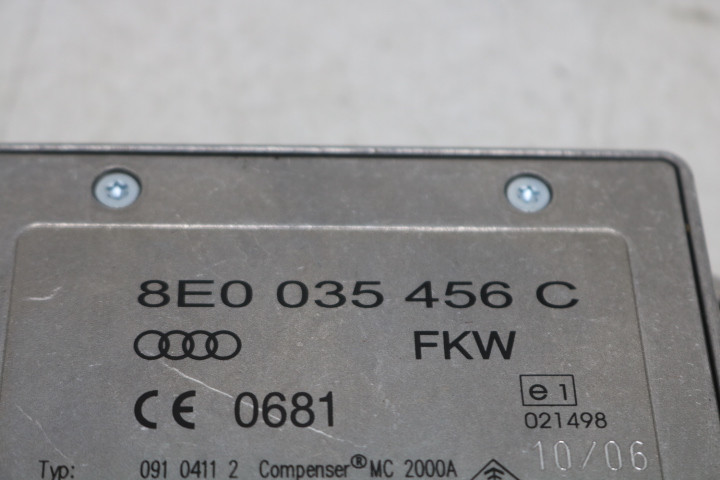 8E0 035 456 C
FKW
CE 0681 e1
021498
10/06
Typ: 091 0411 2 Compenser® MC 2000A